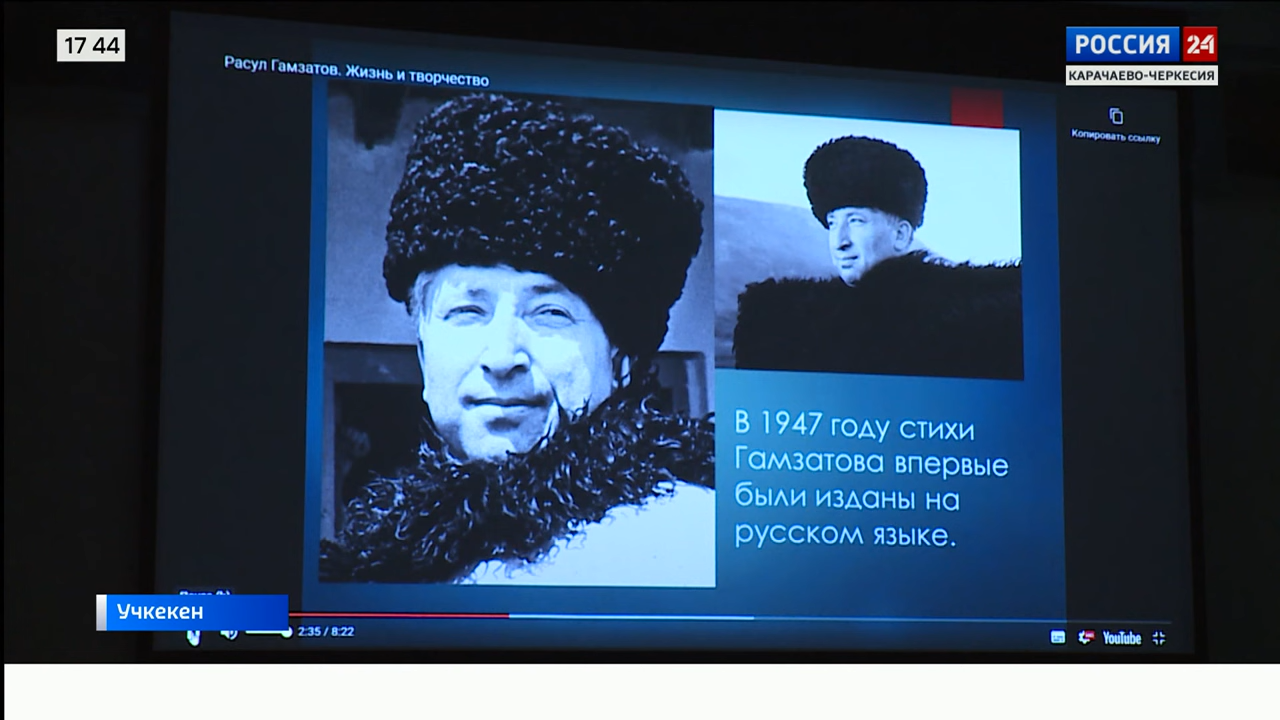 17 44
РОССИЯ 24
КАРАЧАЕВО-ЧЕРКЕСИЯ
Расул Гамзатов. Жизнь и творчество
Копировать ссылку
В 1947 году стихи
Гамзатова впервые
были изданы на
русском языке.
Учкекен
2:35 / 8:22
YouTube